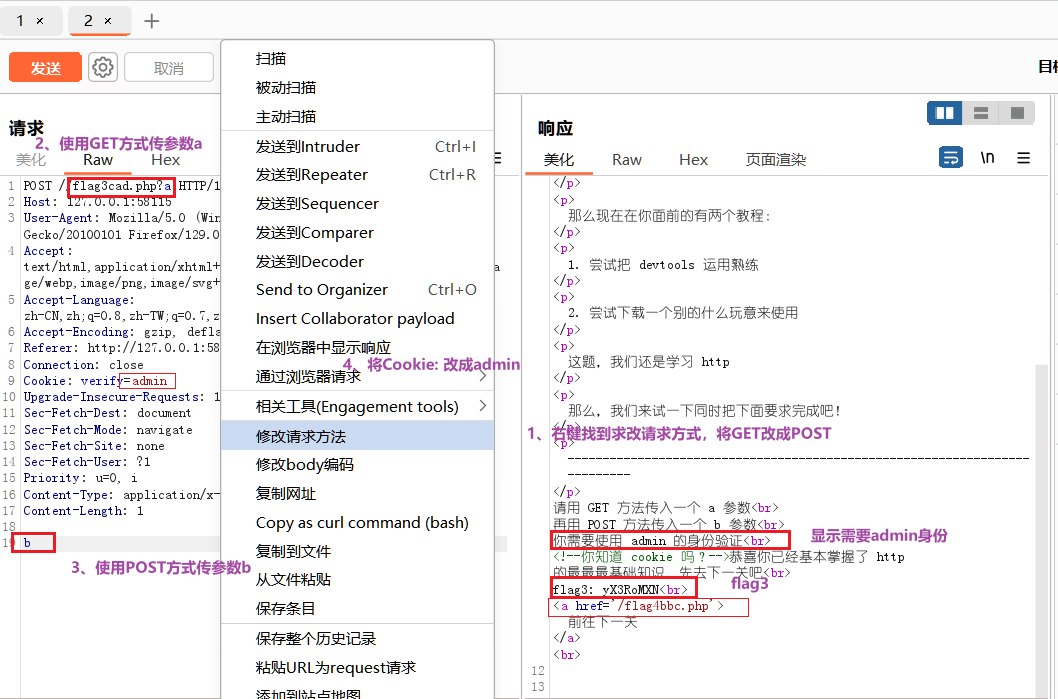 1 ×
2 ×
发送
取消
目标
请求
2、使用GET方式传参数a
美化
Raw
Hex
1 POST //flag3cad.php?a HTTP/1
2 Host: 127.0.0.1:58115
3 User-Agent: Mozilla/5.0 (Win
Gecko/20100101 Firefox/129.0
4 Accept:
text/html,application/xhtml+
ge/webp,image/png,image/svg+
5 Accept-Language:
zh-CN,zh;q=0.8,zh-TW;q=0.7,z
6 Accept-Encoding: gzip, defla
7 Referer: http://127.0.0.1:58
8 Connection: close
9 Cookie: verify=admin
10 Upgrade-Insecure-Requests: 1
11 Sec-Fetch-Dest: document
12 Sec-Fetch-Mode: navigate
13 Sec-Fetch-Site: none
14 Sec-Fetch-User: ?1
15 Priority: u=0, i
16 Content-Type: application/x-
17 Content-Length: 1
18
19 b
3、使用POST方式传参数b
扫描
被动扫描
主动扫描
发送到Intruder Ctrl+I
发送到Repeater Ctrl+R
发送到Sequencer
发送到Comparer
发送到Decoder
Send to Organizer Ctrl+O
Insert Collaborator payload
在浏览器中显示响应
4、将Cookie: 改成admin
通过浏览器请求
相关工具(Engagement tools)
修改请求方法
修改body编码
复制网址
Copy as curl command (bash)
复制到文件
从文件粘贴
保存条目
保存整个历史记录
粘贴URL为request请求
添加到站点地图
响应
美化
Raw
Hex
页面渲染
\n
</p>
<p>
那么现在在你面前的有两个教程:
</p>
<p>
1. 尝试把 devtools 运用熟练
</p>
<p>
2. 尝试下载一个别的什么玩意来使用
</p>
<p>
这题，我们还是学习 http
</p>
<p>
那么，我们来试一下同时把下面要求完成吧!
</p>
1、右键找到求改请求方式，将GET改成POST
<p>
</p>
请用 GET 方法传入一个 a 参数<br>
再用 POST 方法传入一个 b 参数<br>
你需要使用 admin 的身份验证<br>
显示需要admin身份
<!--你知道 cookie 吗？-->恭喜你已经基本掌握了 http
的最最最基础知识，先去下一关吧<br>
flag3: yX3RoMXN<br>
flag3
<a href='/flag4bbc.php'>
前往下一关
</a>
<br>
12
13